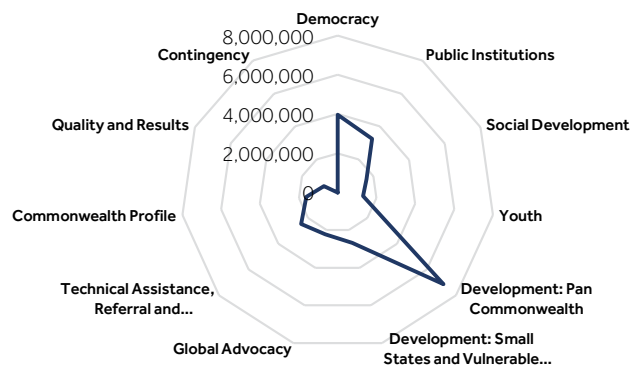 Democracy
8,000,000
Contingency
Public Institutions
6,000,000
Quality and Results
4,000,000
Social Development
2,000,000
0
Commonwealth Profile
Youth
Technical Assistance,
Referral and...
Development: Pan
Commonwealth
Global Advocacy
Development: Small
States and Vulnerable...